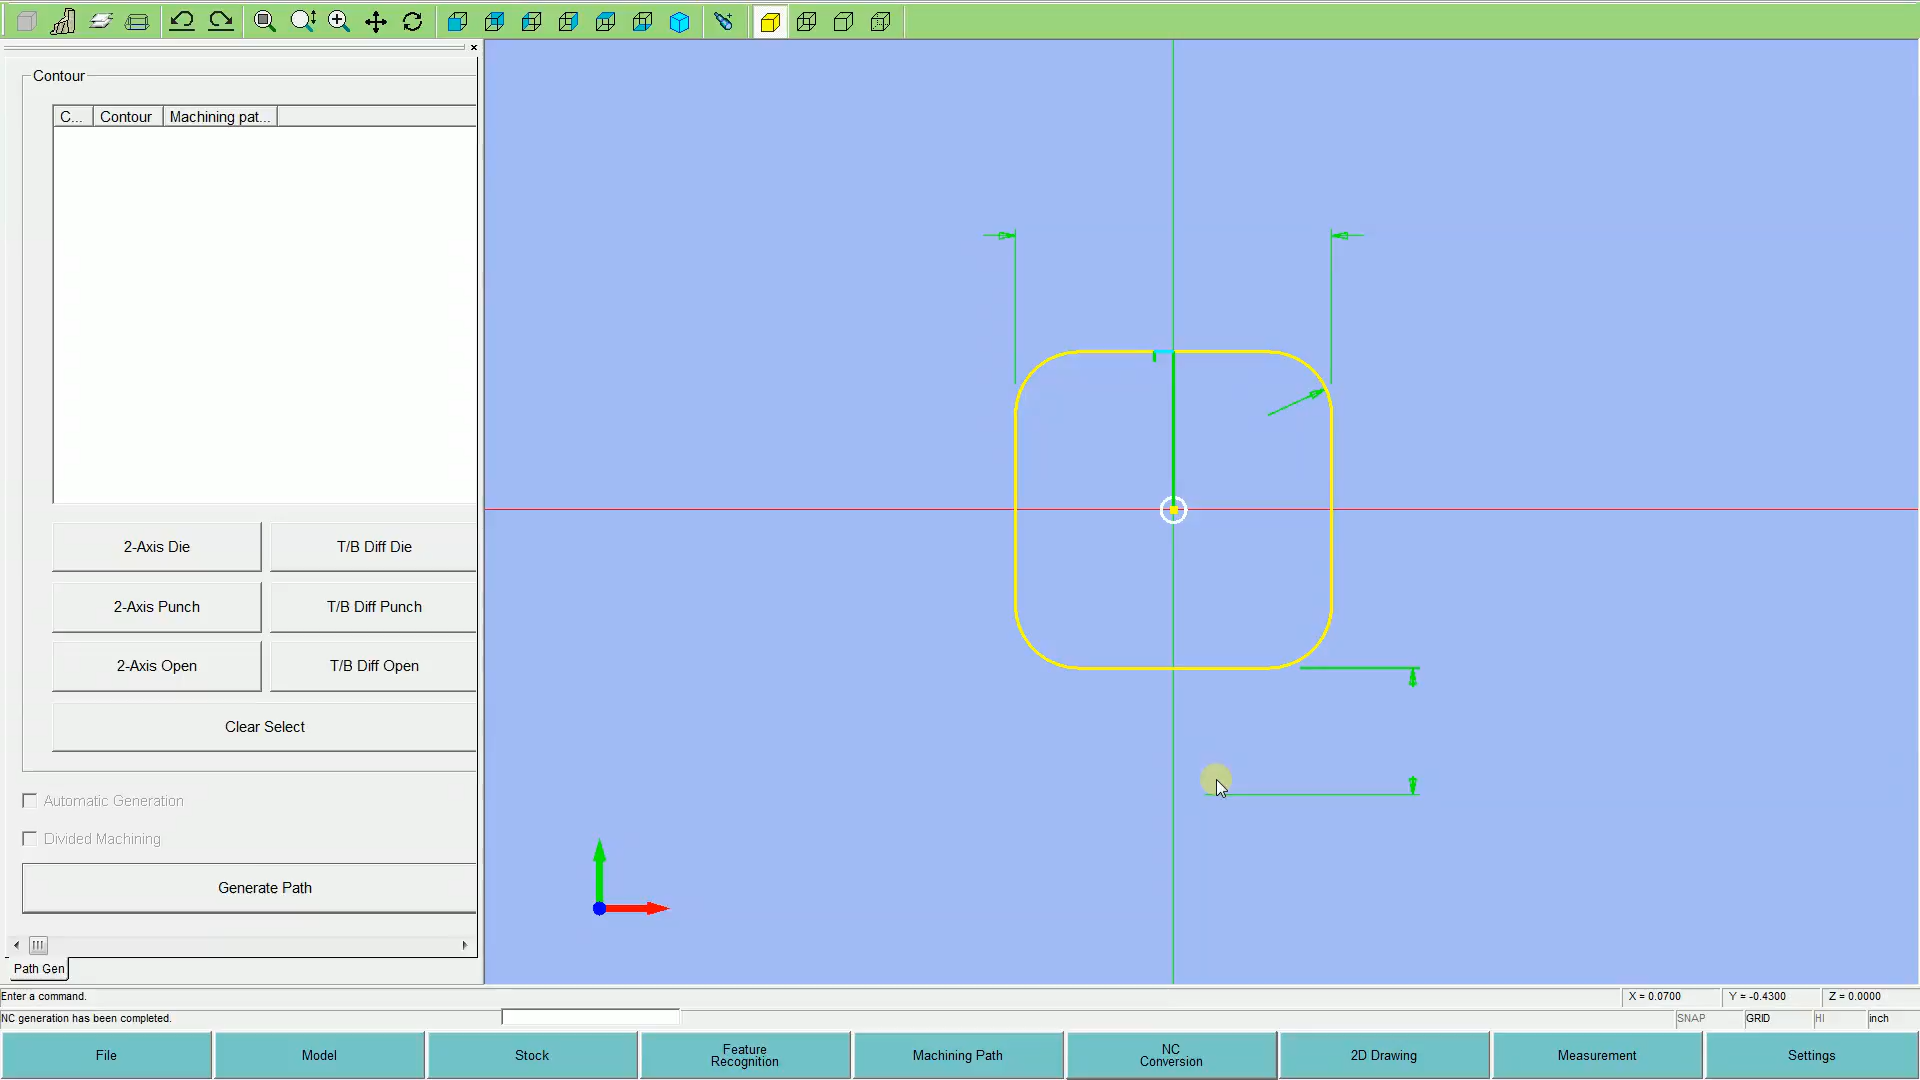 Contour
C... Contour Machining pat...
2-Axis Die T/B Diff Die
2-Axis Punch T/B Diff Punch
2-Axis Open T/B Diff Open
Clear Select
Automatic Generation
Divided Machining
Generate Path
Path Gen
Enter a command. X = 0.0700 Y = -0.4300 Z = 0.0000
NC generation has been completed. SNAP GRID HI inch
File Model Stock Feature Recognition Machining Path NC Conversion 2D Drawing Measurement Settings